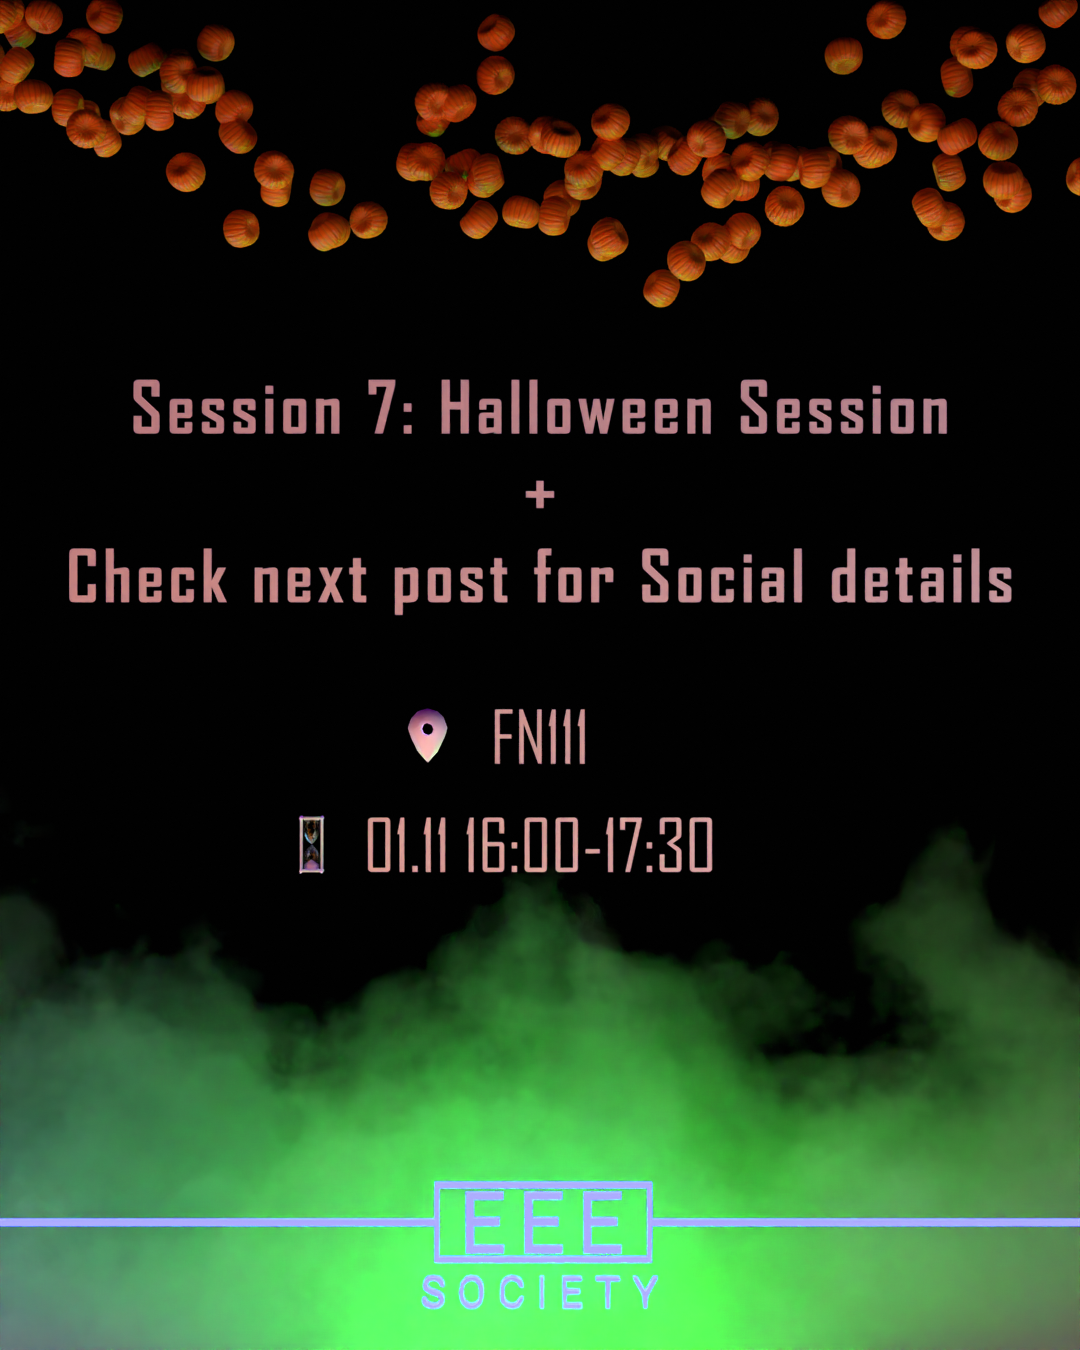 Session 7: Halloween Session
+
Check next post for Social details
FN111
01.11 16:00-17:30
EEE
SOCIETY